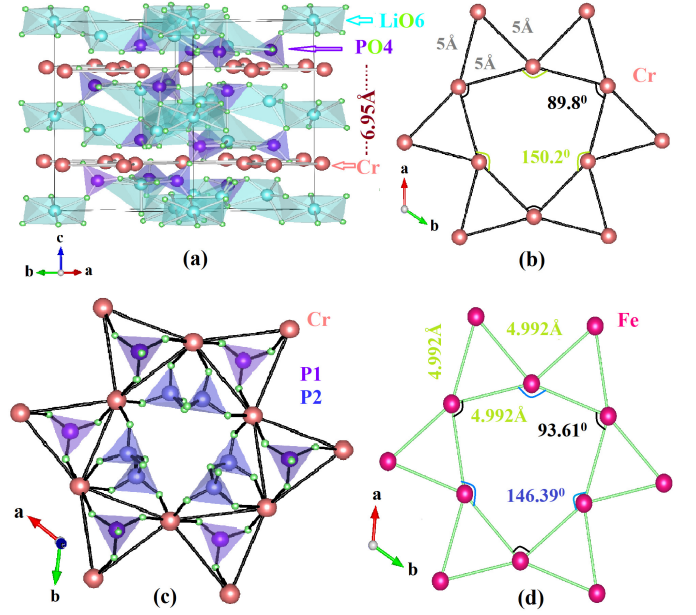 LiO6
PO4
6.95Å
Cr
c
b
a
(a)
5Å
5Å
5Å
Cr
89.8⁰
150.2⁰
a
b
(b)
Cr
P1
P2
a
b
(c)
4.992Å
4.992Å
Fe
4.992Å
93.61⁰
146.39⁰
a
b
(d)